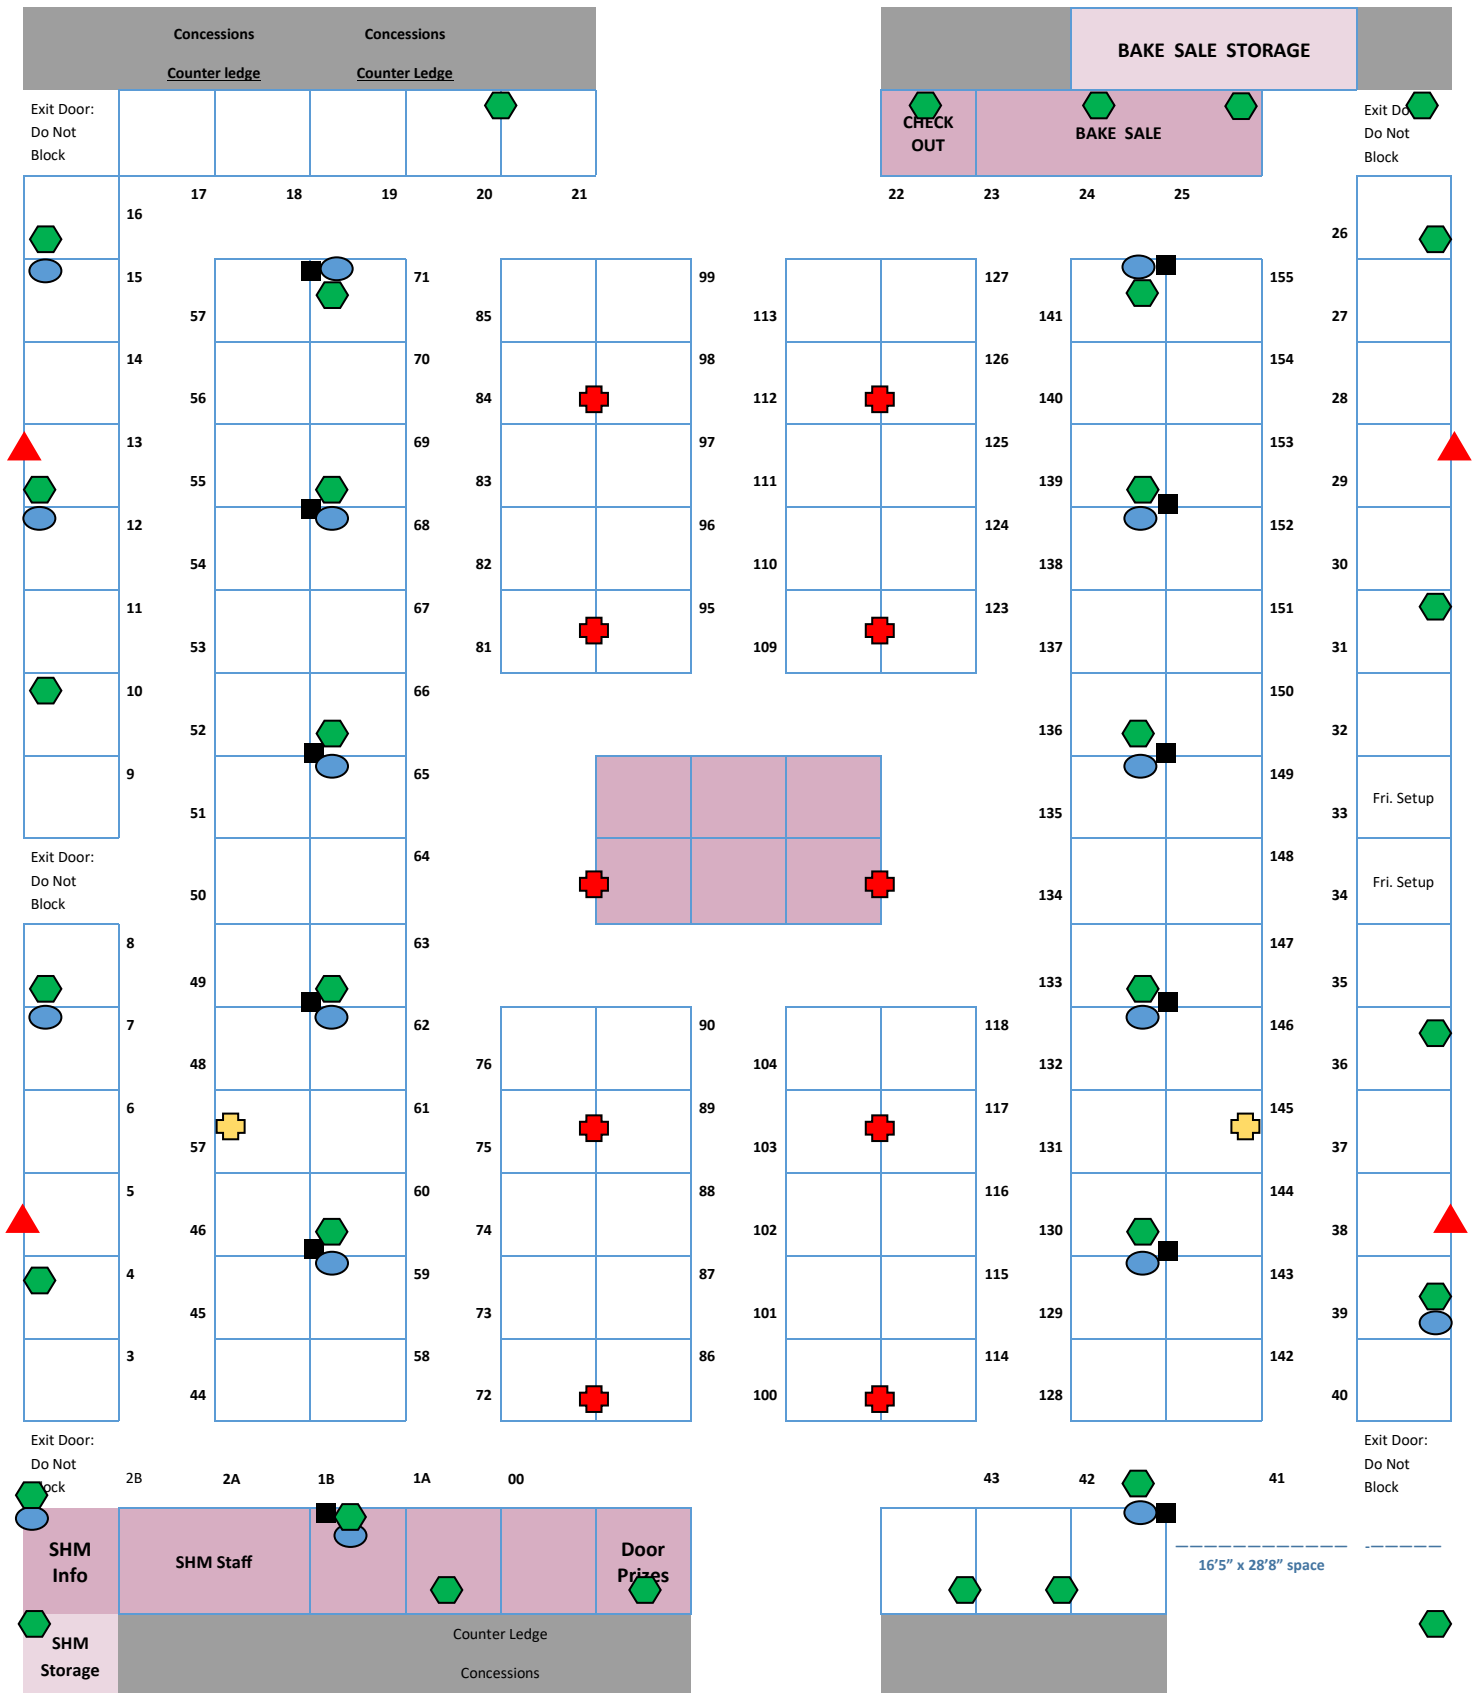 Concessions Concessions
BAKE SALE STORAGE
Counter ledge Counter Ledge
Exit Door:
Do Not
Block
CHECK
OUT
BAKE SALE
Exit Do
Do Not
Block
17 18 19 20 21 22 23 24 25
16 26
15 71 99 127 155
57 85 113 141 27
14 70 98 126 154
56 84 112 140 28
13 69 97 125 153
55 83 111 139 29
12 68 96 124 152
54 82 110 138 30
11 67 95 123 151
53 81 109 137 31
10 66 150
52 136 32
9 65 149
Fri. Setup
51 135 33
Exit Door:
Do Not
Block
64 148
Fri. Setup
50 134 34
8 63 147
49 133 35
7 62 90 118 146
48 76 104 132 36
6 61 89 117 145
57 75 103 131 37
5 60 88 116 144
46 74 102 130 38
4 59 87 115 143
45 73 101 129 39
3 58 86 114 142
44 72 100 128 40
Exit Door:
Do Not
ock
Exit Door:
Do Not
Block
2B 2A 1B 1A 00 43 42 41
SHM
Info
SHM Staff
Door
Prizes
16’5” x 28’8” space
SHM
Storage
Counter Ledge
Concessions